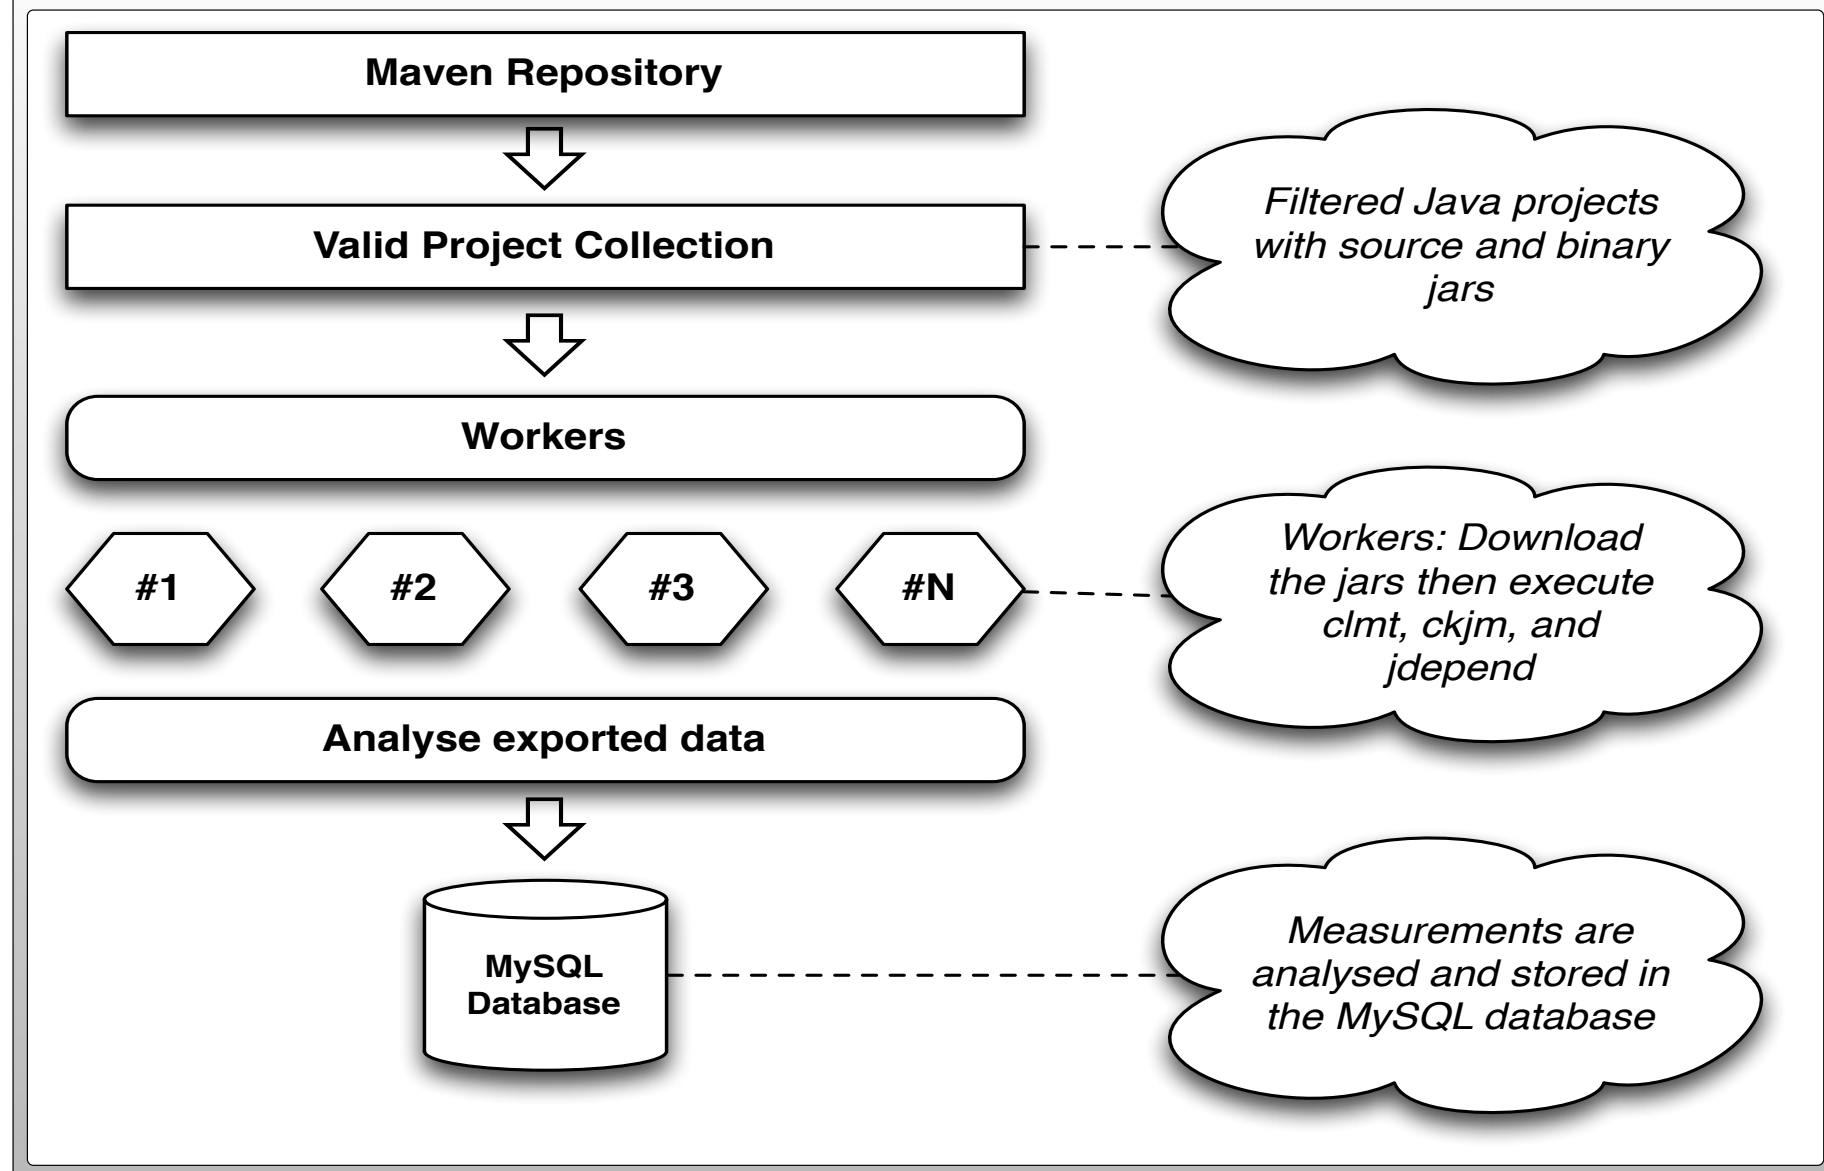 Maven Repository
Valid Project Collection
Filtered Java projects
with source and binary
jars
Workers
#1 #2 #3 #N
Workers: Download
the jars then execute
clmt, ckjm, and
jdepend
Analyse exported data
MySQL
Database
Measurements are
analysed and stored in
the MySQL database